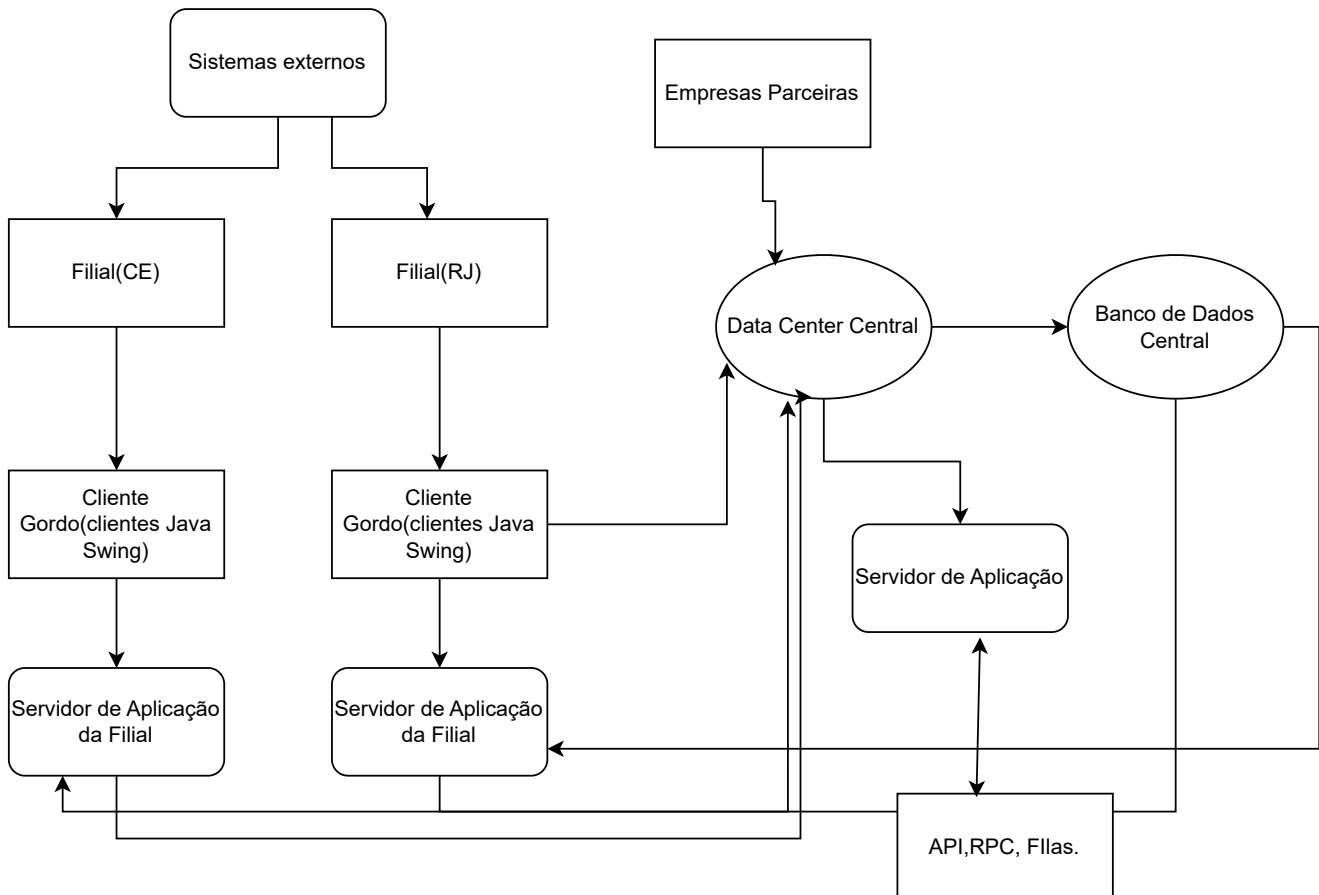 Sistemas externos
Empresas Parceiras
Filial(CE)
Filial(RJ)
Data Center Central
Banco de Dados
Central
Cliente
Gordo(clientes Java
Swing)
Cliente
Gordo(clientes Java
Swing)
Servidor de Aplicação
Servidor de Aplicação
da Filial
Servidor de Aplicação
da Filial
API,RPC, FIlas.